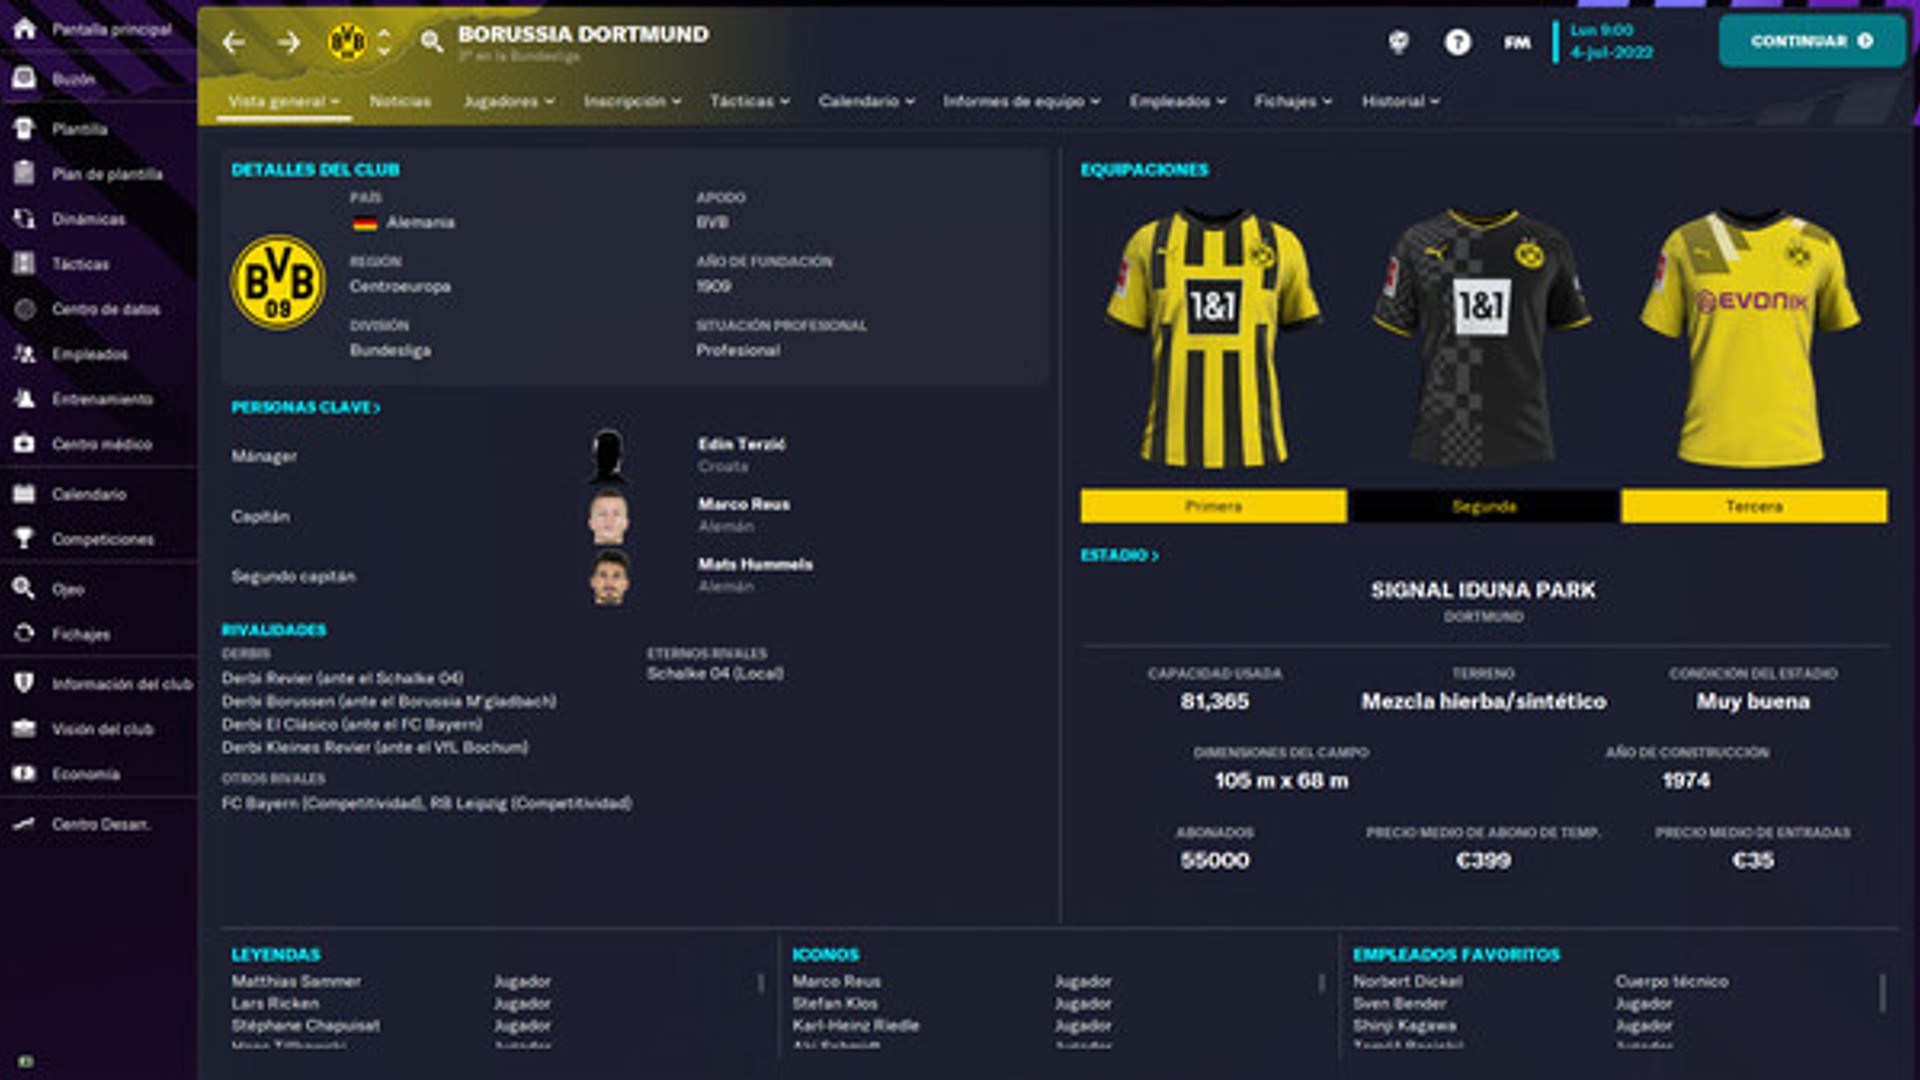 Pantalla principal
Buzón
Plantilla
Plan de plantilla
Dinámicas
Tácticas
Centro de datos
Empleados
Entrenamiento
Centro médico
Calendario
Competiciones
Ojeo
Fichajes
Información del club
Visión del club
Economía
Centro Desarr.
BORUSSIA DORTMUND
en la Bundesliga
FM
Lun 9:00
4-jul-2022
CONTINUAR
Vista general
Noticias
Jugadores
Inscripción
Tácticas
Calendario
Informes de equipo
Empleados
Fichajes
Historial
DETALLES DEL CLUB
BVB
09
PAÍS
Alemania
APODO
BVB
REGIÓN
Centroeuropa
AÑO DE FUNDACIÓN
1909
DIVISIÓN
Bundesliga
SITUACIÓN PROFESIONAL
Profesional
PERSONAS CLAVE >
Mánager
Edin Terzić
Croata
Capitán
Marco Reus
Alemán
Segundo capitán
Mats Hummels
Alemán
RIVALIDADES
DERBIS
Derbi Revier (ante el Schalke 04)
Derbi Borussen (ante el Borussia M'gladbach)
Derbi El Clásico (ante el FC Bayern)
Derbi Kleines Revier (ante el VfL Bochum)
ETERNOS RIVALES
Schalke 04 (Local)
OTROS RIVALES
FC Bayern (Competitividad), RB Leipzig (Competitividad)
EQUIPACIONES
1&1
1&1
EVONIK
Primera
Segunda
Tercera
ESTADIO >
SIGNAL IDUNA PARK
DORTMUND
CAPACIDAD USADA
81,365
TERRENO
Mezcla hierba/sintético
CONDICIÓN DEL ESTADIO
Muy buena
DIMENSIONES DEL CAMPO
105 m x 68 m
AÑO DE CONSTRUCCIÓN
1974
ABONADOS
55000
PRECIO MEDIO DE ABONO DE TEMP.
€399
PRECIO MEDIO DE ENTRADAS
€35
LEYENDAS
Matthias Sammer Jugador
Lars Ricken Jugador
Stéphane Chapuisat Jugador
Jugador
ICONOS
Marco Reus Jugador
Stefan Klos Jugador
Karl-Heinz Riedle Jugador
Jugador
EMPLEADOS FAVORITOS
Norbert Dickel Cuerpo técnico
Sven Bender Jugador
Shinji Kagawa Jugador
Jugador